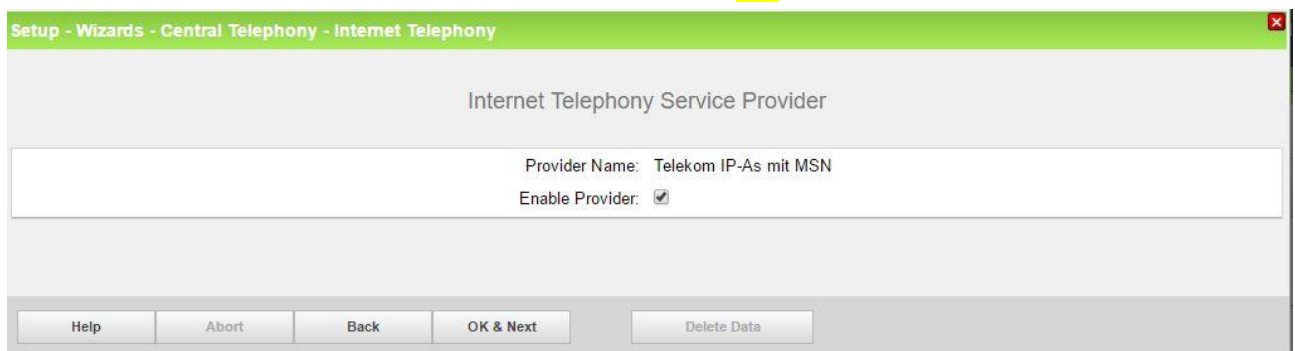 Setup - Wizards - Central Telephony - Internet Telephony
Internet Telephony Service Provider
Provider Name: Telekom IP-As mit MSN
Enable Provider:
Help Abort Back OK & Next Delete Data